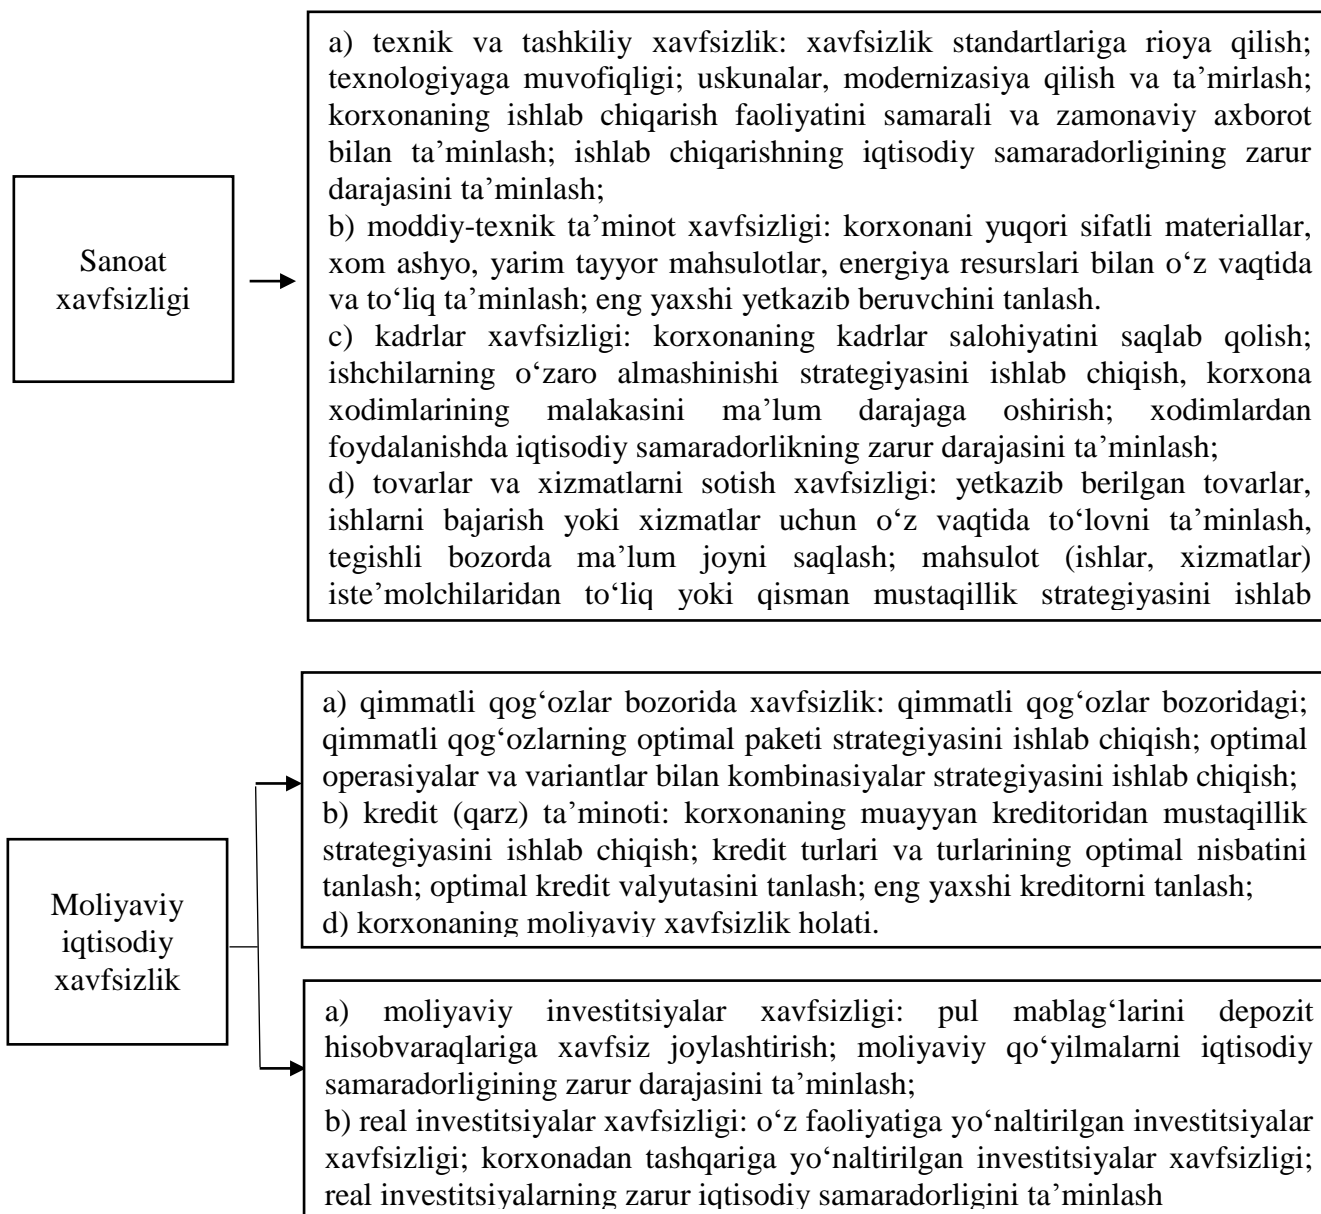 a) texnik va tashkiliy xavfsizlik: xavfsizlik standartlariga rioya qilish;
texnologiyaga muvofiqligi; uskunalar, modernizasiya qilish va ta’mirlash;
korxonaning ishlab chiqarish faoliyatini samarali va zamonaviy axborot
bilan ta’minlash; ishlab chiqarishning iqtisodiy samaradorligining zarur
darajasini ta’minlash;
b) moddiy-texnik ta’minot xavfsizligi: korxonani yuqori sifatli materiallar,
xom ashyo, yarim tayyor mahsulotlar, energiya resurslari bilan o‘z vaqtida
va to‘liq ta’minlash; eng yaxshi yetkazib beruvchini tanlash.
c) kadrlar xavfsizligi: korxonaning kadrlar salohiyatini saqlab qolish;
ishchilarning o‘zaro almashinishi strategiyasini ishlab chiqish, korxona
xodimlarining malakasini ma’lum darajaga oshirish; xodimlardan
foydalanishda iqtisodiy samaradorlikning zarur darajasini ta’minlash;
d) tovarlar va xizmatlarni sotish xavfsizligi: yetkazib berilgan tovarlar,
ishlarni bajarish yoki xizmatlar uchun o‘z vaqtida to‘lovni ta’minlash,
tegishli bozorda ma’lum joyni saqlash; mahsulot (ishlar, xizmatlar)
iste’molchilaridan to‘liq yoki qisman mustaqillik strategiyasini ishlab
Sanoat
xavfsizligi
a) qimmatli qog‘ozlar bozorida xavfsizlik: qimmatli qog‘ozlar bozoridagi;
qimmatli qog‘ozlarning optimal paketi strategiyasini ishlab chiqish; optimal
operasiyalar va variantlar bilan kombinasiyalar strategiyasini ishlab chiqish;
b) kredit (qarz) ta’minoti: korxonaning muayyan kreditoridan mustaqillik
strategiyasini ishlab chiqish; kredit turlari va turlarining optimal nisbatini
tanlash; optimal kredit valyutasini tanlash; eng yaxshi kreditorni tanlash;
d) korxonaning moliyaviy xavfsizlik holati.
Moliyaviy
iqtisodiy
xavfsizlik
a) moliyaviy investitsiyalar xavfsizligi: pul mablag‘larini depozit
hisobvaraqlariga xavfsiz joylashtirish; moliyaviy qo‘yilmalarni iqtisodiy
samaradorligining zarur darajasini ta’minlash;
b) real investitsiyalar xavfsizligi: o‘z faoliyatiga yo‘naltirilgan investitsiyalar
xavfsizligi; korxonadan tashqariga yo‘naltirilgan investitsiyalar xavfsizligi;
real investitsiyalarning zarur iqtisodiy samaradorligini ta’minlash